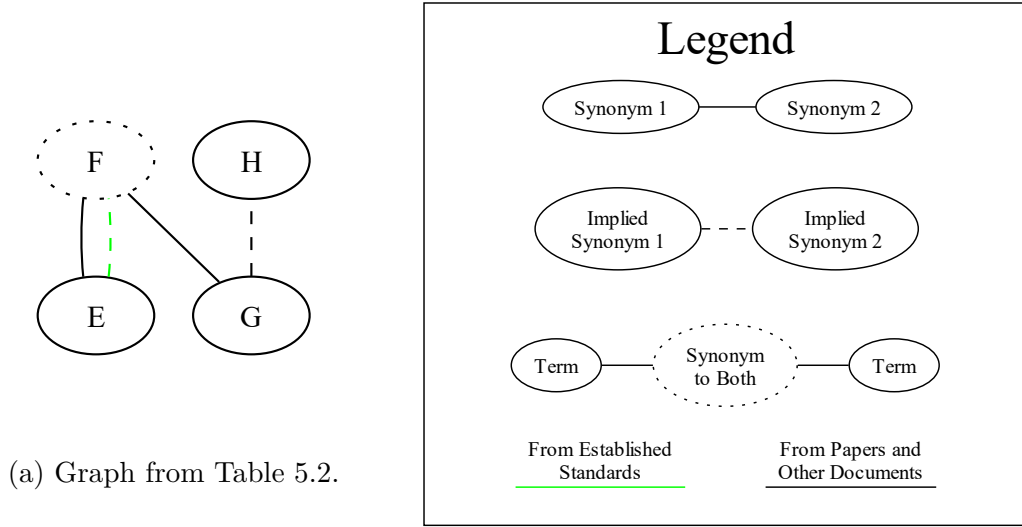 F
H
E
G
(a) Graph from Table 5.2.
Legend
Synonym 1
Synonym 2
Implied
Synonym 1
Implied
Synonym 2
Term
Synonym
to Both
Term
From Established
Standards
From Papers and
Other Documents